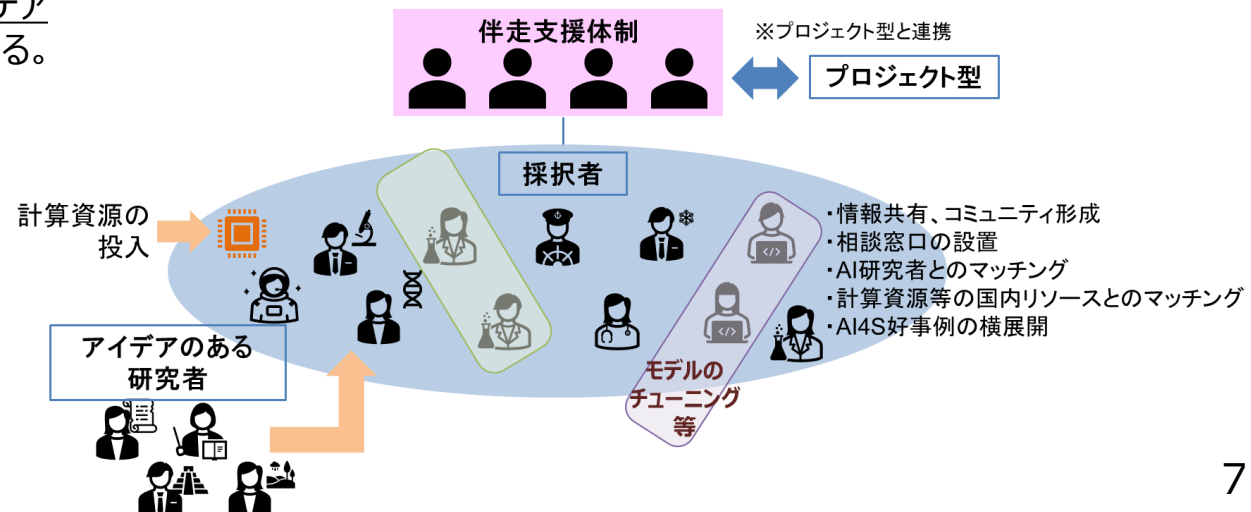 デア
る。
伴走支援体制
※プロジェクト型と連携
プロジェクト型
採択者
計算資源の
投入
・情報共有、コミュニティ形成
・相談窓口の設置
・AI研究者とのマッチング
・計算資源等の国内リソースとのマッチング
・AI4S好事例の横展開
アイデアのある
研究者
モデルの
チューニング
等
7